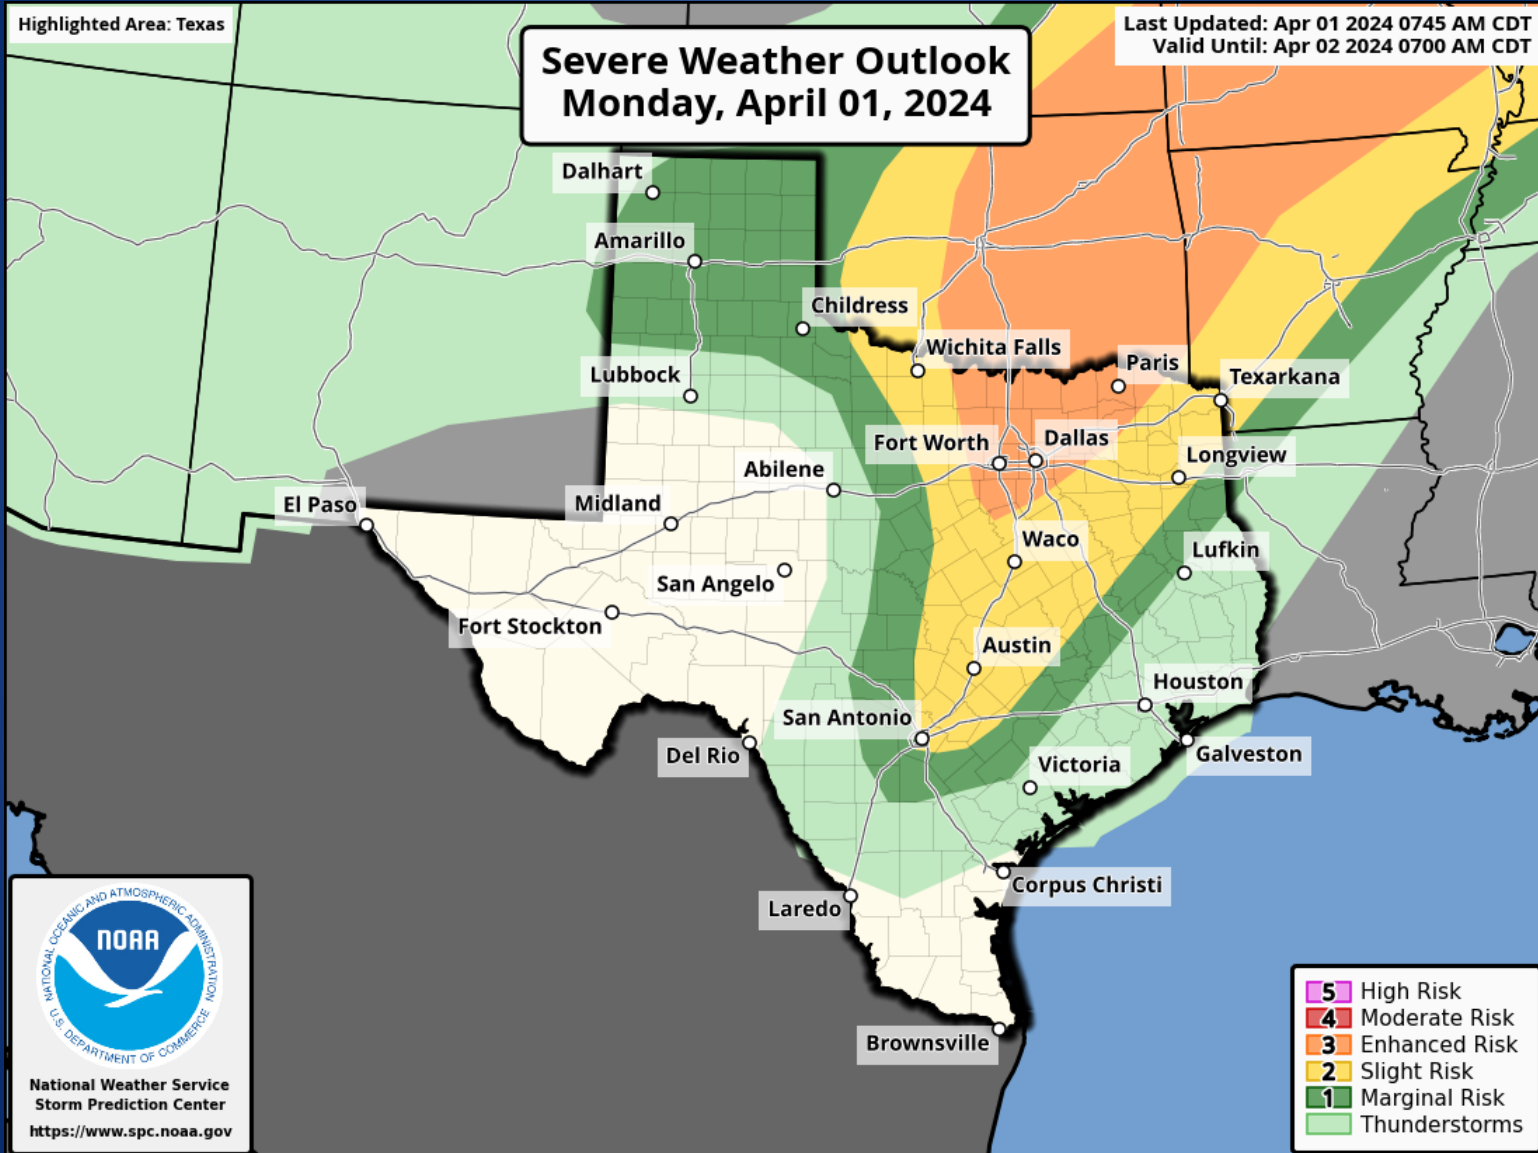 Highlighted Area: Texas
Severe Weather Outlook
Monday, April 01, 2024
Last Updated: Apr 01 2024 0745 AM CDT
Valid Until: Apr 02 2024 0700 AM CDT
Dalhart
Amarillo
Childress
Wichita Falls
Paris
Texarkana
Lubbock
Fort Worth
Dallas
Longview
Abilene
Midland
El Paso
Waco
Lufkin
San Angelo
Fort Stockton
Austin
Houston
San Antonio
Del Rio
Galveston
Victoria
Corpus Christi
Laredo
Brownsville
NATIONAL OCEANIC AND ATMOSPHERIC ADMINISTRATION
NOAA
U.S. DEPARTMENT OF COMMERCE
National Weather Service
Storm Prediction Center
https://www.spc.noaa.gov
5 High Risk
4 Moderate Risk
3 Enhanced Risk
2 Slight Risk
1 Marginal Risk
Thunderstorms